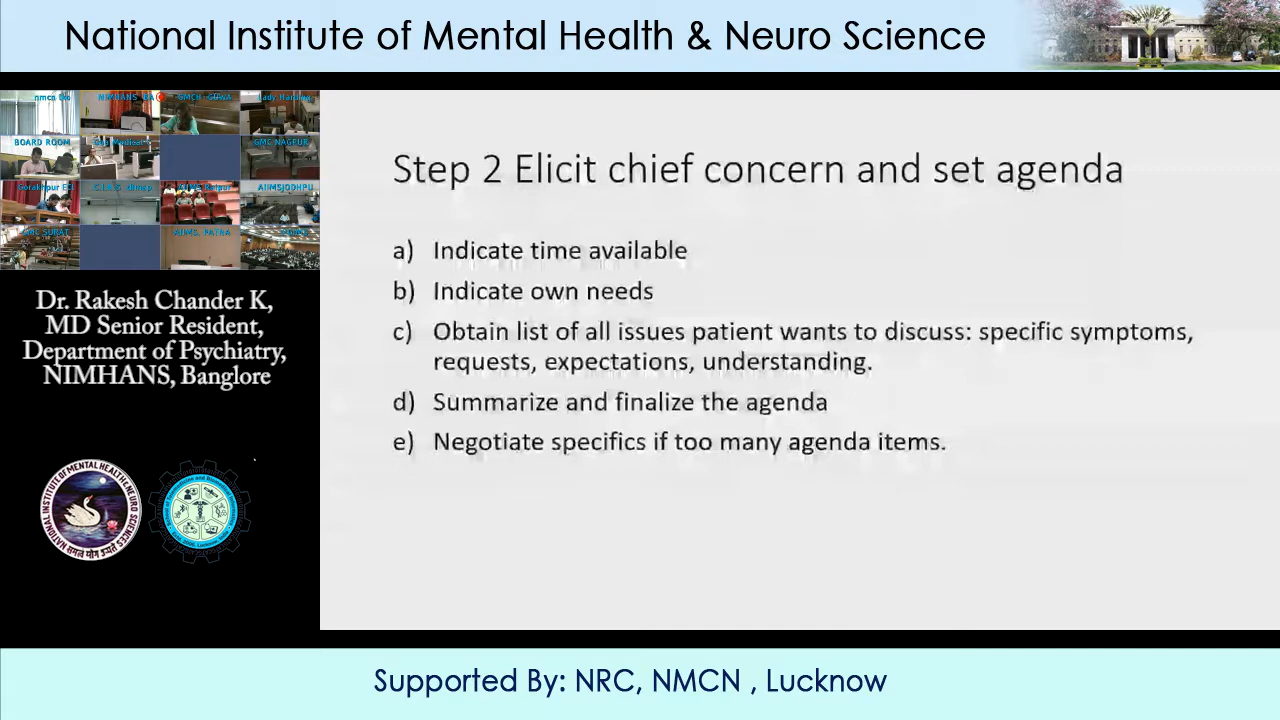 National Institute of Mental Health & Neuro Science
BOARD ROOM
GMC NAGPUR
AIIMS. PATNA
Dr. Rakesh Chander K,
MD Senior Resident,
Department of Psychiatry,
NIMHANS, Banglore
Step 2 Elicit chief concern and set agenda
a) Indicate time available
b) Indicate own needs
c) Obtain list of all issues patient wants to discuss: specific symptoms,
requests, expectations, understanding.
d) Summarize and finalize the agenda
e) Negotiate specifics if too many agenda items.
Supported By: NRC, NMCN , Lucknow